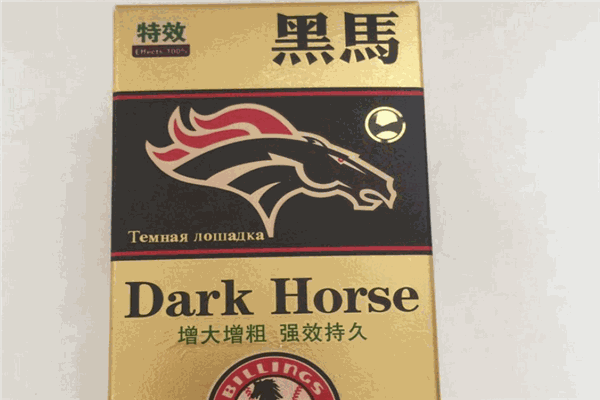 特效
Effects 100%
黑馬
Темная лошадка
Dark Horse
增大增粗 强效持久
BILLINGS